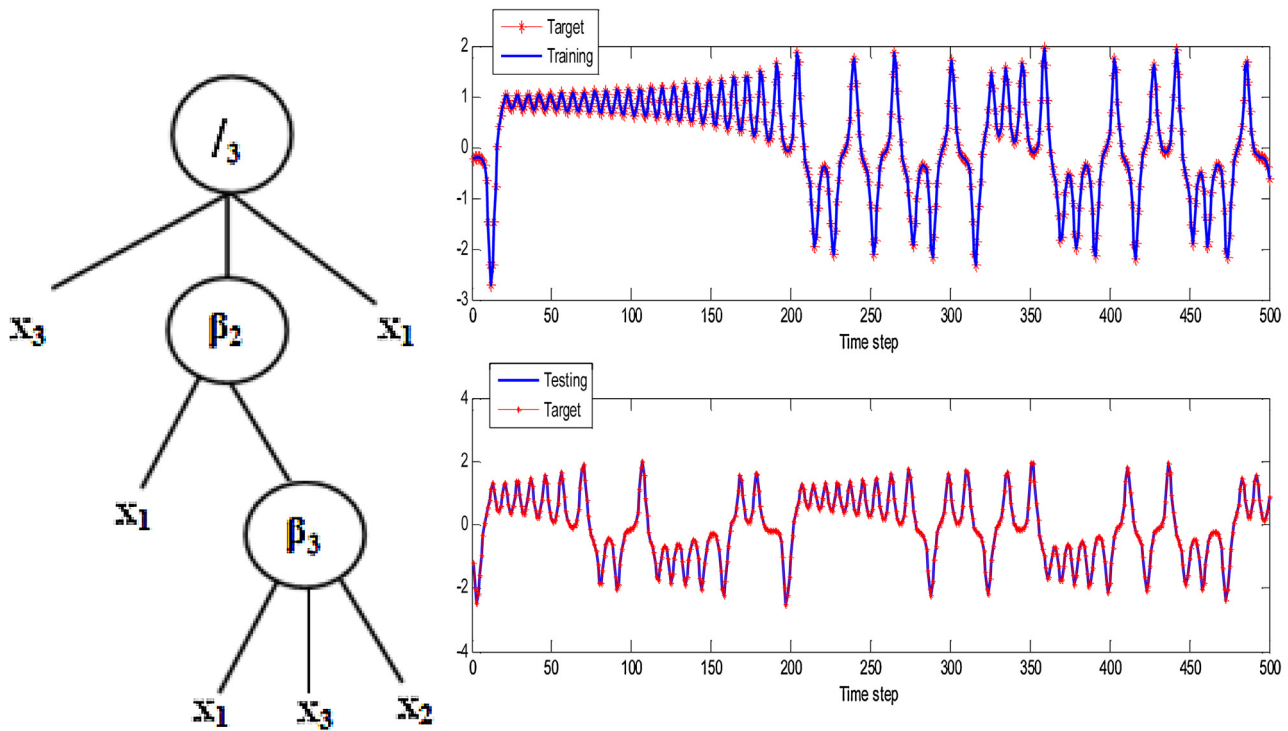 /₃
x₃
β₂
x₁
x₁
β₃
x₁ x₃ x₂
Target
Training
2
1
0
-1
-2
-3
0 50 100 150 200 250 300 350 400 450 500
Time step
Testing
Target
4
2
0
-2
-4
0 50 100 150 200 250 300 350 400 450 500
Time step